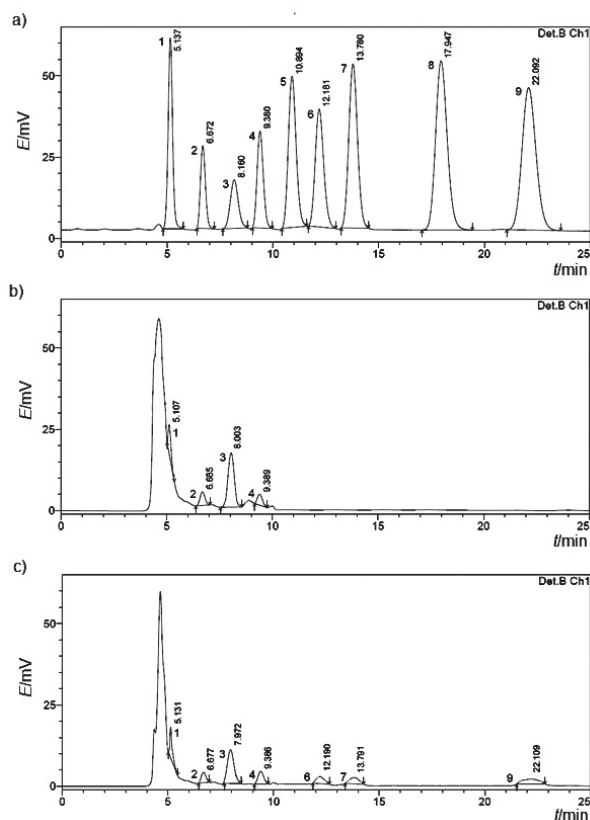 a)
Det.B Ch1
1 5.137
2 6.672
3 8.160
4 9.380
5 10.894
6 12.181
7 13.780
8 17.947
9 22.092
E/mV
50
25
0
0 5 10 15 20 25
t/min
b)
Det.B Ch1
1 5.107
2 6.685
3 8.003
4 9.389
E/mV
50
25
0
0 5 10 15 20 25
t/min
c)
Det.B Ch1
1 5.131
2 6.677
3 7.972
4 9.386
6 12.190
7 13.791
9 22.109
E/mV
50
25
0
0 5 10 15 20 25
t/min